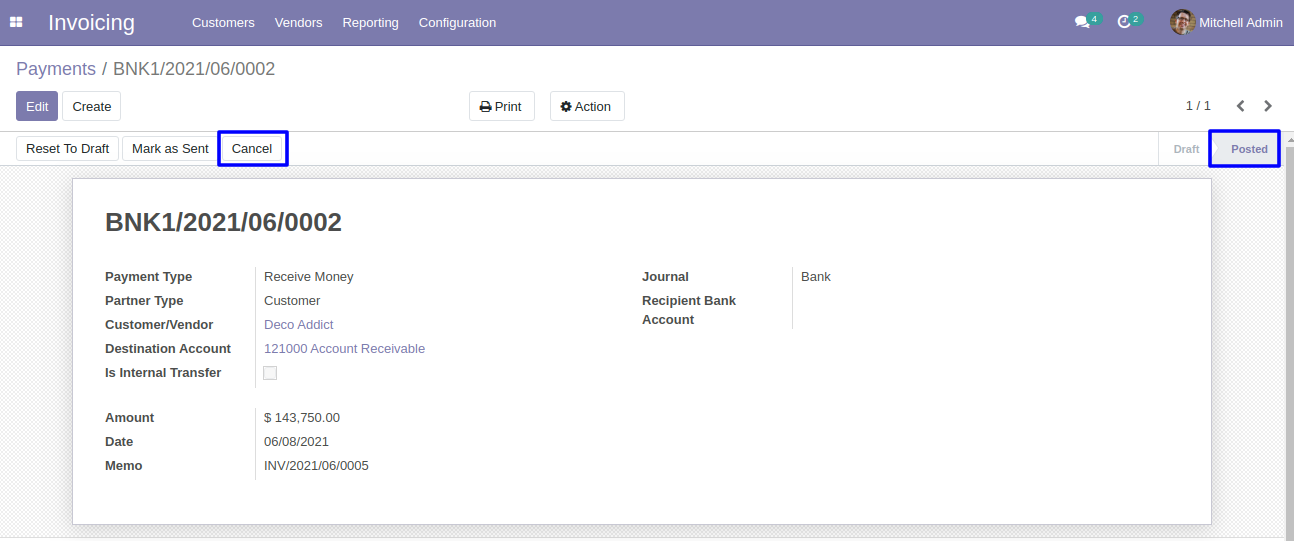 Invoicing Customers Vendors Reporting Configuration 4 2 Mitchell Admin
Payments / BNK1/2021/06/0002
Edit Create Print Action 1 / 1
Reset To Draft Mark as Sent Cancel Draft Posted
BNK1/2021/06/0002
Payment Type Receive Money Journal Bank
Partner Type Customer Recipient Bank
Account
Customer/Vendor Deco Addict
Destination Account 121000 Account Receivable
Is Internal Transfer
Amount $ 143,750.00
Date 06/08/2021
Memo INV/2021/06/0005